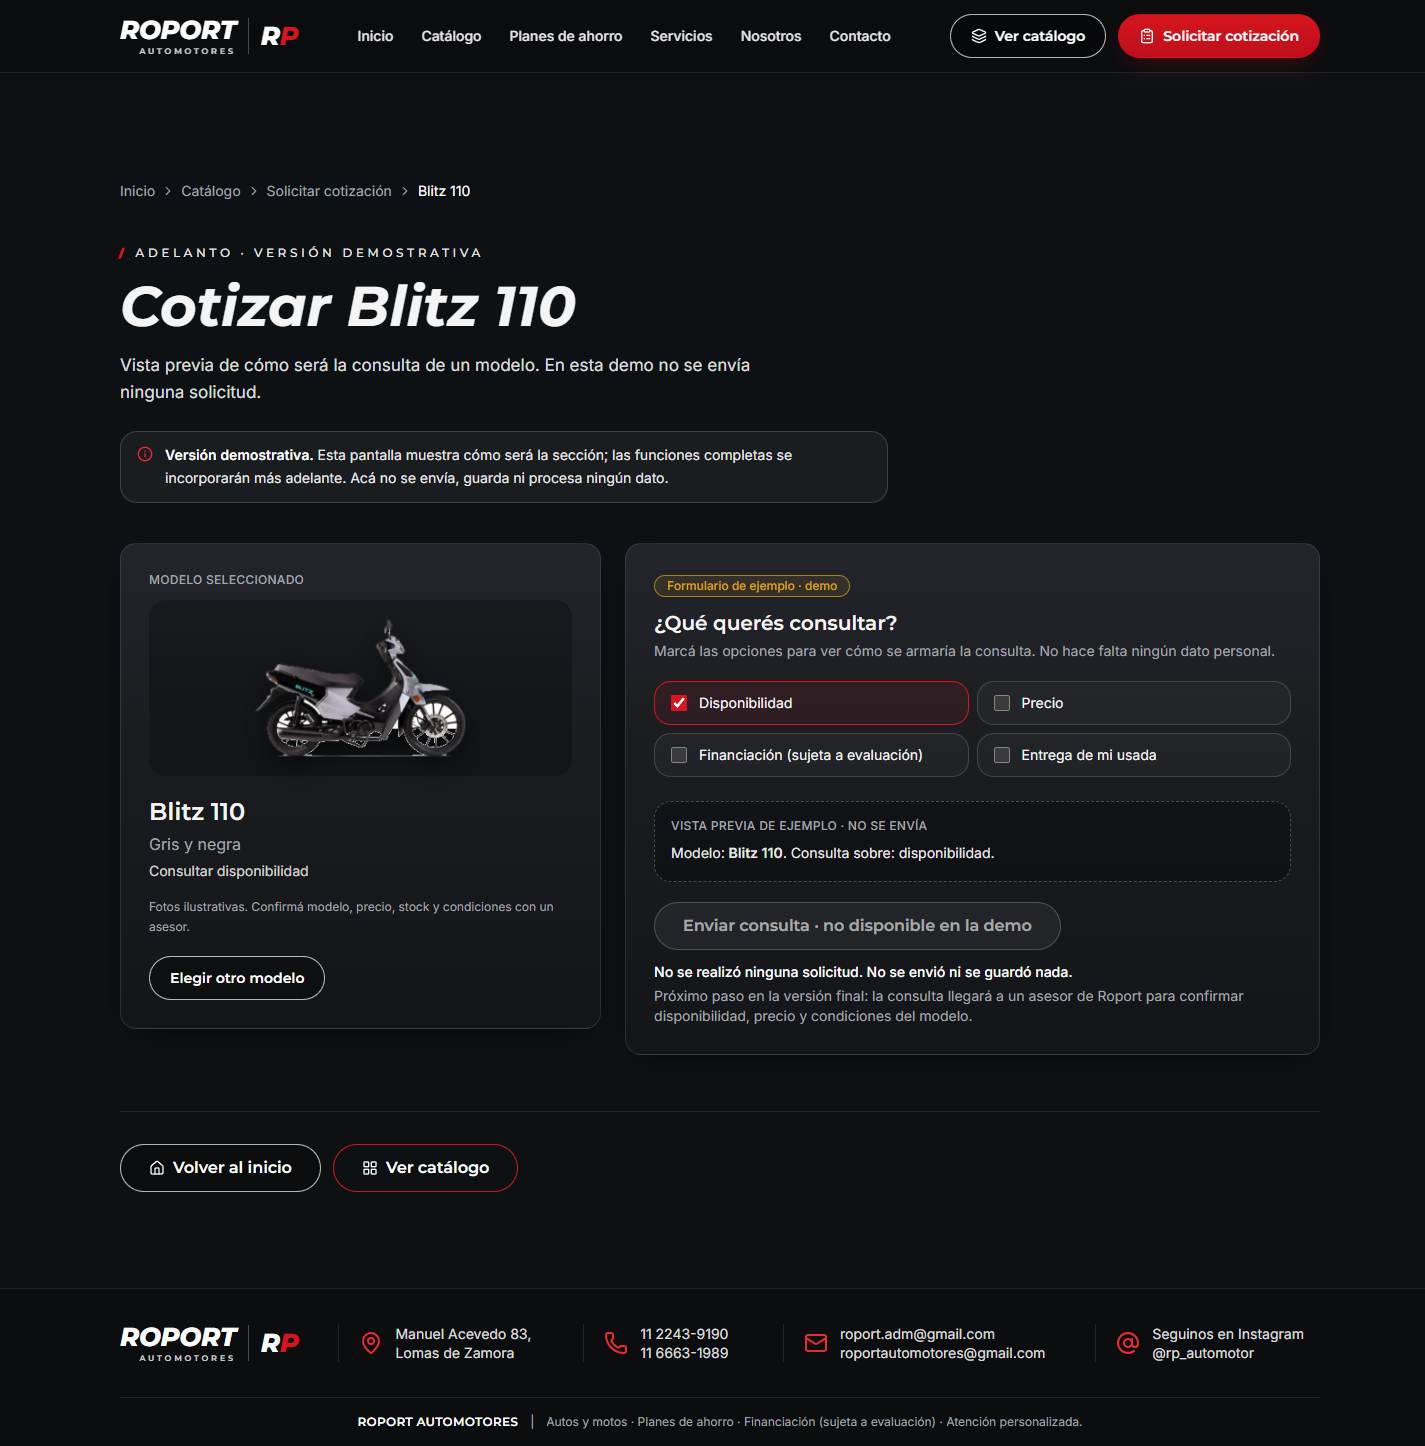 ROPORT
AUTOMOTORES
RP
Inicio
Catálogo
Planes de ahorro
Servicios
Nosotros
Contacto
Ver catálogo
Solicitar cotización
Inicio > Catálogo > Solicitar cotización > Blitz 110
ADELANTO · VERSIÓN DEMOSTRATIVA
Cotizar Blitz 110
Vista previa de cómo será la consulta de un modelo. En esta demo no se envía
ninguna solicitud.
Versión demostrativa. Esta pantalla muestra cómo será la sección; las funciones completas se
incorporarán más adelante. Acá no se envía, guarda ni procesa ningún dato.
MODELO SELECCIONADO
BLITZ
Blitz 110
Gris y negra
Consultar disponibilidad
Fotos ilustrativas. Confirmá modelo, precio, stock y condiciones con un
asesor.
Elegir otro modelo
Formulario de ejemplo · demo
¿Qué querés consultar?
Marcá las opciones para ver cómo se armaría la consulta. No hace falta ningún dato personal.
Disponibilidad
Precio
Financiación (sujeta a evaluación)
Entrega de mi usada
VISTA PREVIA DE EJEMPLO · NO SE ENVÍA
Modelo: Blitz 110. Consulta sobre: disponibilidad.
Enviar consulta · no disponible en la demo
No se realizó ninguna solicitud. No se envió ni se guardó nada.
Próximo paso en la versión final: la consulta llegará a un asesor de Roport para confirmar
disponibilidad, precio y condiciones del modelo.
Volver al inicio
Ver catálogo
ROPORT
AUTOMOTORES
RP
Manuel Acevedo 83,
Lomas de Zamora
11 2243-9190
11 6663-1989
roport.adm@gmail.com
roportautomotores@gmail.com
Seguinos en Instagram
@rp_automotor
ROPORT AUTOMOTORES | Autos y motos · Planes de ahorro · Financiación (sujeta a evaluación) · Atención personalizada.